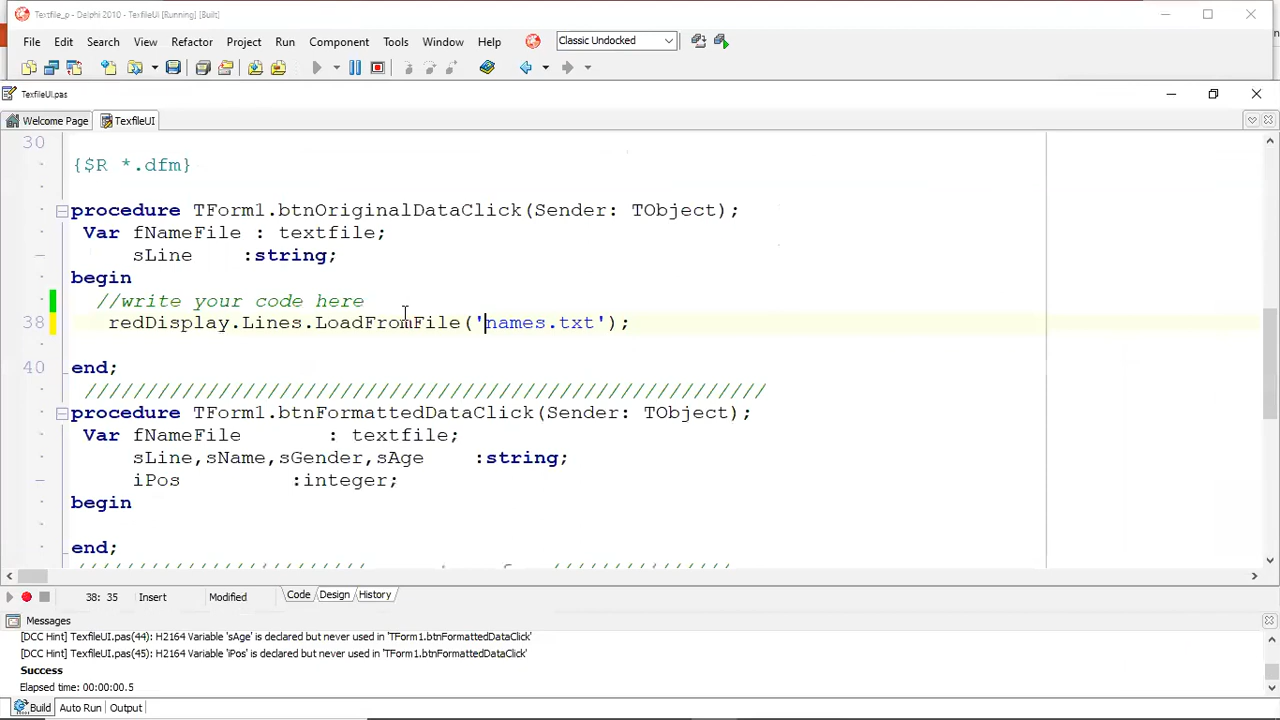 Textfile_p - Delphi 2010 - TexfileUI [Running] [Built]
File Edit Search View Refactor Project Run Component Tools Window Help Classic Undocked
TexfileUI.pas
Welcome Page TexfileUI
30
{$R *.dfm}
procedure TForm1.btnOriginalDataClick(Sender: TObject);
Var fNameFile : textfile;
sLine :string;
begin
//write your code here
38 redDisplay.Lines.LoadFromFile('names.txt');
40 end;
////////////////////////////////////////////////////////
procedure TForm1.btnFormattedDataClick(Sender: TObject);
Var fNameFile : textfile;
sLine,sName,sGender,sAge :string;
iPos :integer;
begin
end;
38: 35 Insert Modified Code Design History
Messages
[DCC Hint] TexfileUI.pas(44): H2164 Variable 'sAge' is declared but never used in 'TForm1.btnFormattedDataClick'
[DCC Hint] TexfileUI.pas(45): H2164 Variable 'iPos' is declared but never used in 'TForm1.btnFormattedDataClick'
Success
Elapsed time: 00:00:00.5
Build Auto Run Output